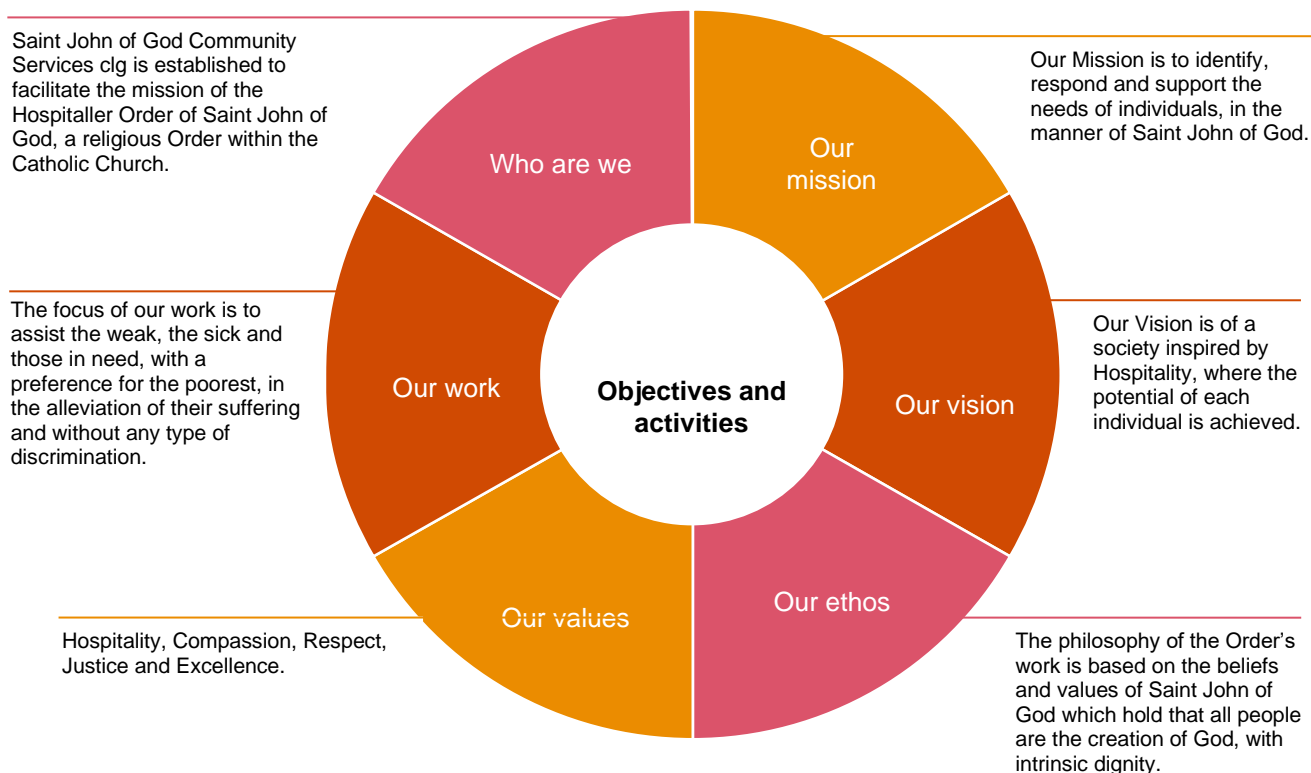 Saint John of God Community
Services clg is established to
facilitate the mission of the
Hospitaller Order of Saint John of
God, a religious Order within the
Catholic Church.
Who are we
Our
mission
Our Mission is to identify,
respond and support the
needs of individuals, in the
manner of Saint John of God.
The focus of our work is to
assist the weak, the sick and
those in need, with a
preference for the poorest, in
the alleviation of their suffering
and without any type of
discrimination.
Our work
Objectives and
activities
Our vision
Our Vision is of a
society inspired by
Hospitality, where the
potential of each
individual is achieved.
Hospitality, Compassion, Respect,
Justice and Excellence.
Our values
Our ethos
The philosophy of the Order’s
work is based on the beliefs
and values of Saint John of
God which hold that all people
are the creation of God, with
intrinsic dignity.